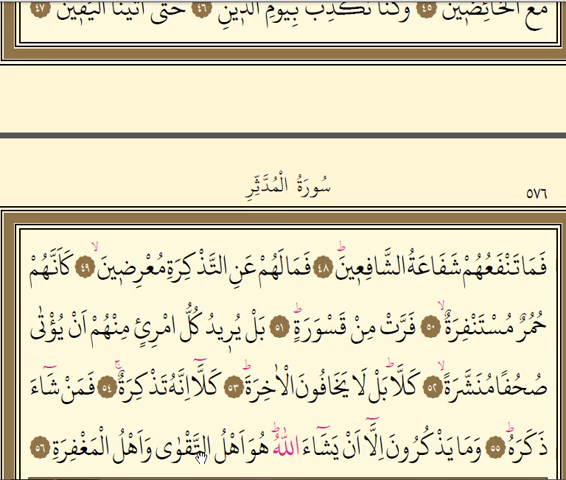 مَعَ الْخَائِضِينَ ﴿٤٥﴾ وَكُنَّا نُكَذِّبُ بِيَوْمِ الدِّينِ ﴿٤٦﴾ حَتّٰى اَتٰينَا الْيَقِينُ ﴿٤٧﴾
سُورَةُ الْمُدَّثِّرِ ٥٧٦
فَمَا تَنْفَعُهُمْ شَفَاعَةُ الشَّافِعِينَۜ ﴿٤٨﴾ فَمَا لَهُمْ عَنِ التَّذْكِرَةِ مُعْرِضِينَۙ ﴿٤٩﴾ كَاَنَّهُمْ
حُمُرٌ مُسْتَنْفِرَةٌۙ ﴿٥٠﴾ فَرَّتْ مِنْ قَسْوَرَةٍۜ ﴿٥١﴾ بَلْ يُرِيدُ كُلُّ امْرِئٍ مِنْهُمْ اَنْ يُؤْتٰى
صُحُفًا مُنَشَّرَةًۙ ﴿٥٢﴾ كَلَّاۜ بَلْ لَا يَخَافُونَ الْاٰخِرَةَۜ ﴿٥٣﴾ كَلَّٓا اِنَّهُ تَذْكِرَةٌۚ ﴿٥٤﴾ فَمَنْ شَٓاءَ
ذَكَرَهُۜ ﴿٥٥﴾ وَمَا يَذْكُرُونَ اِلَّٓا اَنْ يَشَٓاءَ اللّٰهُۜ هُوَ اَهْلُ التَّقْوٰى وَاَهْلُ الْمَغْفِرَةِ ﴿٥٦﴾